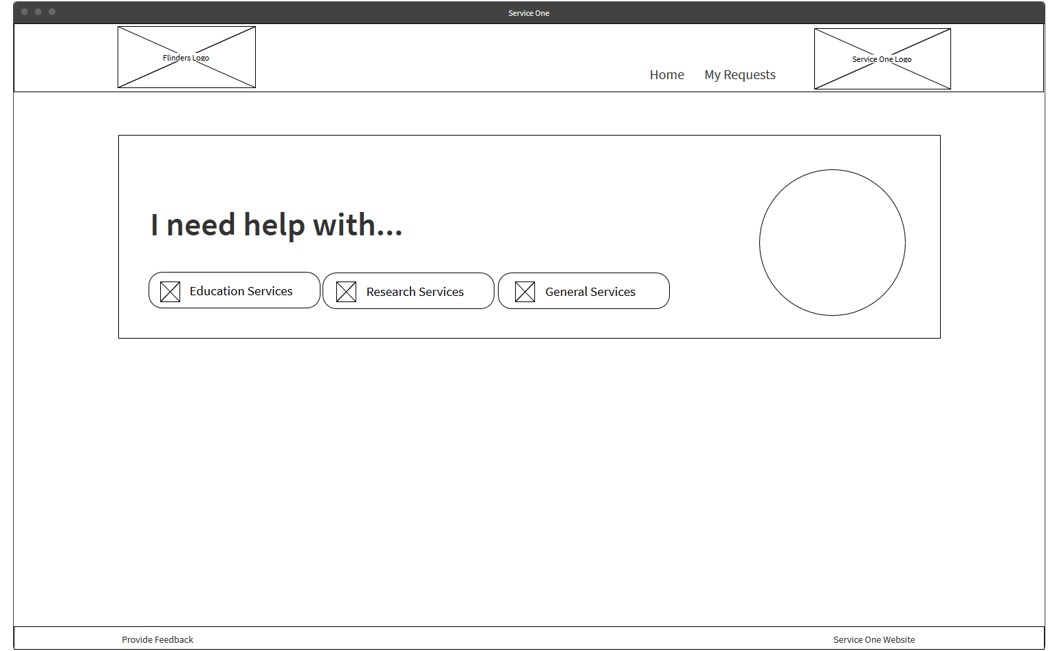 Service One
Flinders Logo
Home
My Requests
Service One Logo
I need help with...
Education Services
Research Services
General Services
Provide Feedback
Service One Website